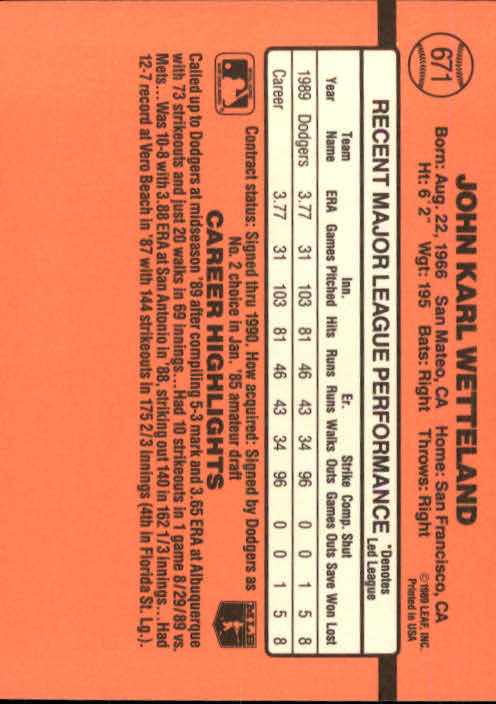 671
JOHN KARL WETTELAND
Born: Aug. 22, 1966 San Mateo, CA Home: San Francisco, CA
Ht: 6' 2" Wgt: 195 Bats: Right Throws: Right
© 1989 LEAF, INC.
Printed in USA
RECENT MAJOR LEAGUE PERFORMANCE
*Denotes
Led League
Team Inn. Er. Strike Comp. Shut
Year Name ERA Games Pitched Hits Runs Runs Walks Outs Games Outs Save Won Lost
1989 Dodgers 3.77 31 103 81 46 43 34 96 0 0 1 5 8
Career 3.77 31 103 81 46 43 34 96 0 0 1 5 8
Contract status: Signed thru 1990. How acquired: Signed by Dodgers as
No. 2 choice in Jan. '85 amateur draft
MLB
CAREER HIGHLIGHTS
Called up to Dodgers at midseason '89 after compiling 5-3 mark and 3.65 ERA at Albuquerque
with 73 strikeouts and just 20 walks in 69 innings...Had 10 strikeouts in 1 game 8/29/89 vs.
Mets...Was 10-8 with 3.88 ERA at San Antonio in '88, striking out 140 in 162 1/3 innings...Had
12-7 record at Vero Beach in '87 with 144 strikeouts in 175 2/3 innings (4th in Florida St. Lg.).